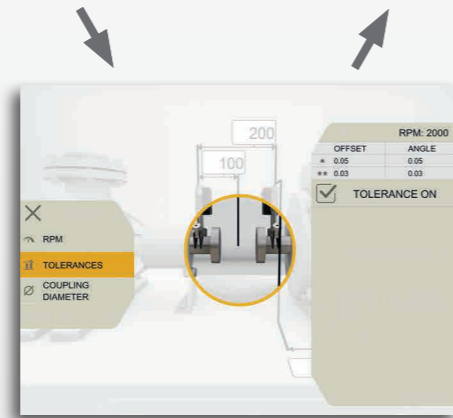 200
100
RPM: 2000
OFFSET ANGLE
* 0.05 0.05
** 0.03 0.03
TOLERANCE ON
RPM
TOLERANCES
COUPLING
DIAMETER